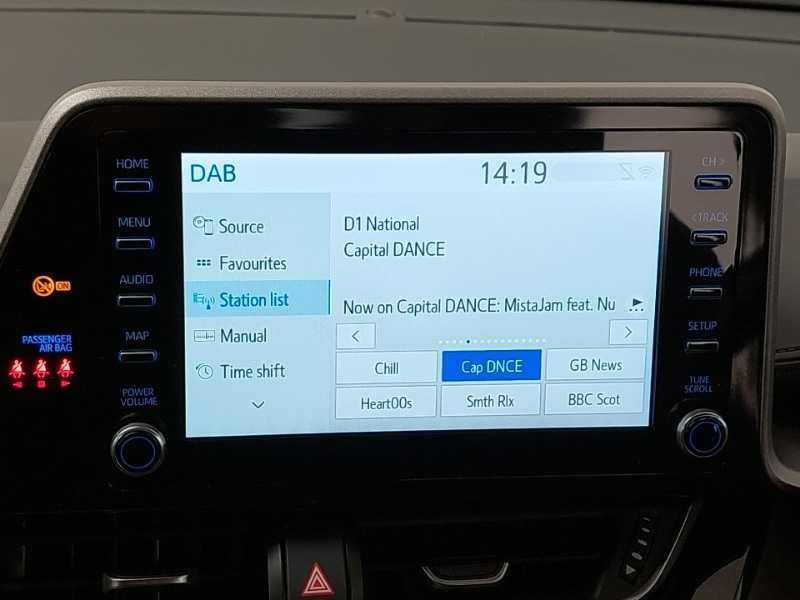 HOME
MENU
AUDIO
MAP
POWER
VOLUME
ON
PASSENGER
AIR BAG
DAB
14:19
Source
Favourites
Station list
Manual
Time shift
D1 National
Capital DANCE
Now on Capital DANCE: MistaJam feat. Nu
Chill
Cap DNCE
GB News
Heart00s
Smth Rlx
BBC Scot
CH >
< TRACK
PHONE
SETUP
TUNE
SCROLL